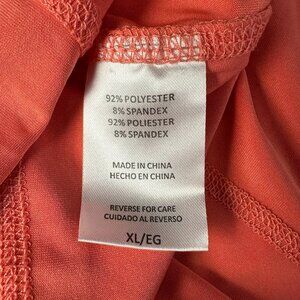 92% POLYESTER
8% SPANDEX
92% POLIESTER
8% SPANDEX
MADE IN CHINA
HECHO EN CHINA
REVERSE FOR CARE
CUIDADO AL REVERSO
XL/EG